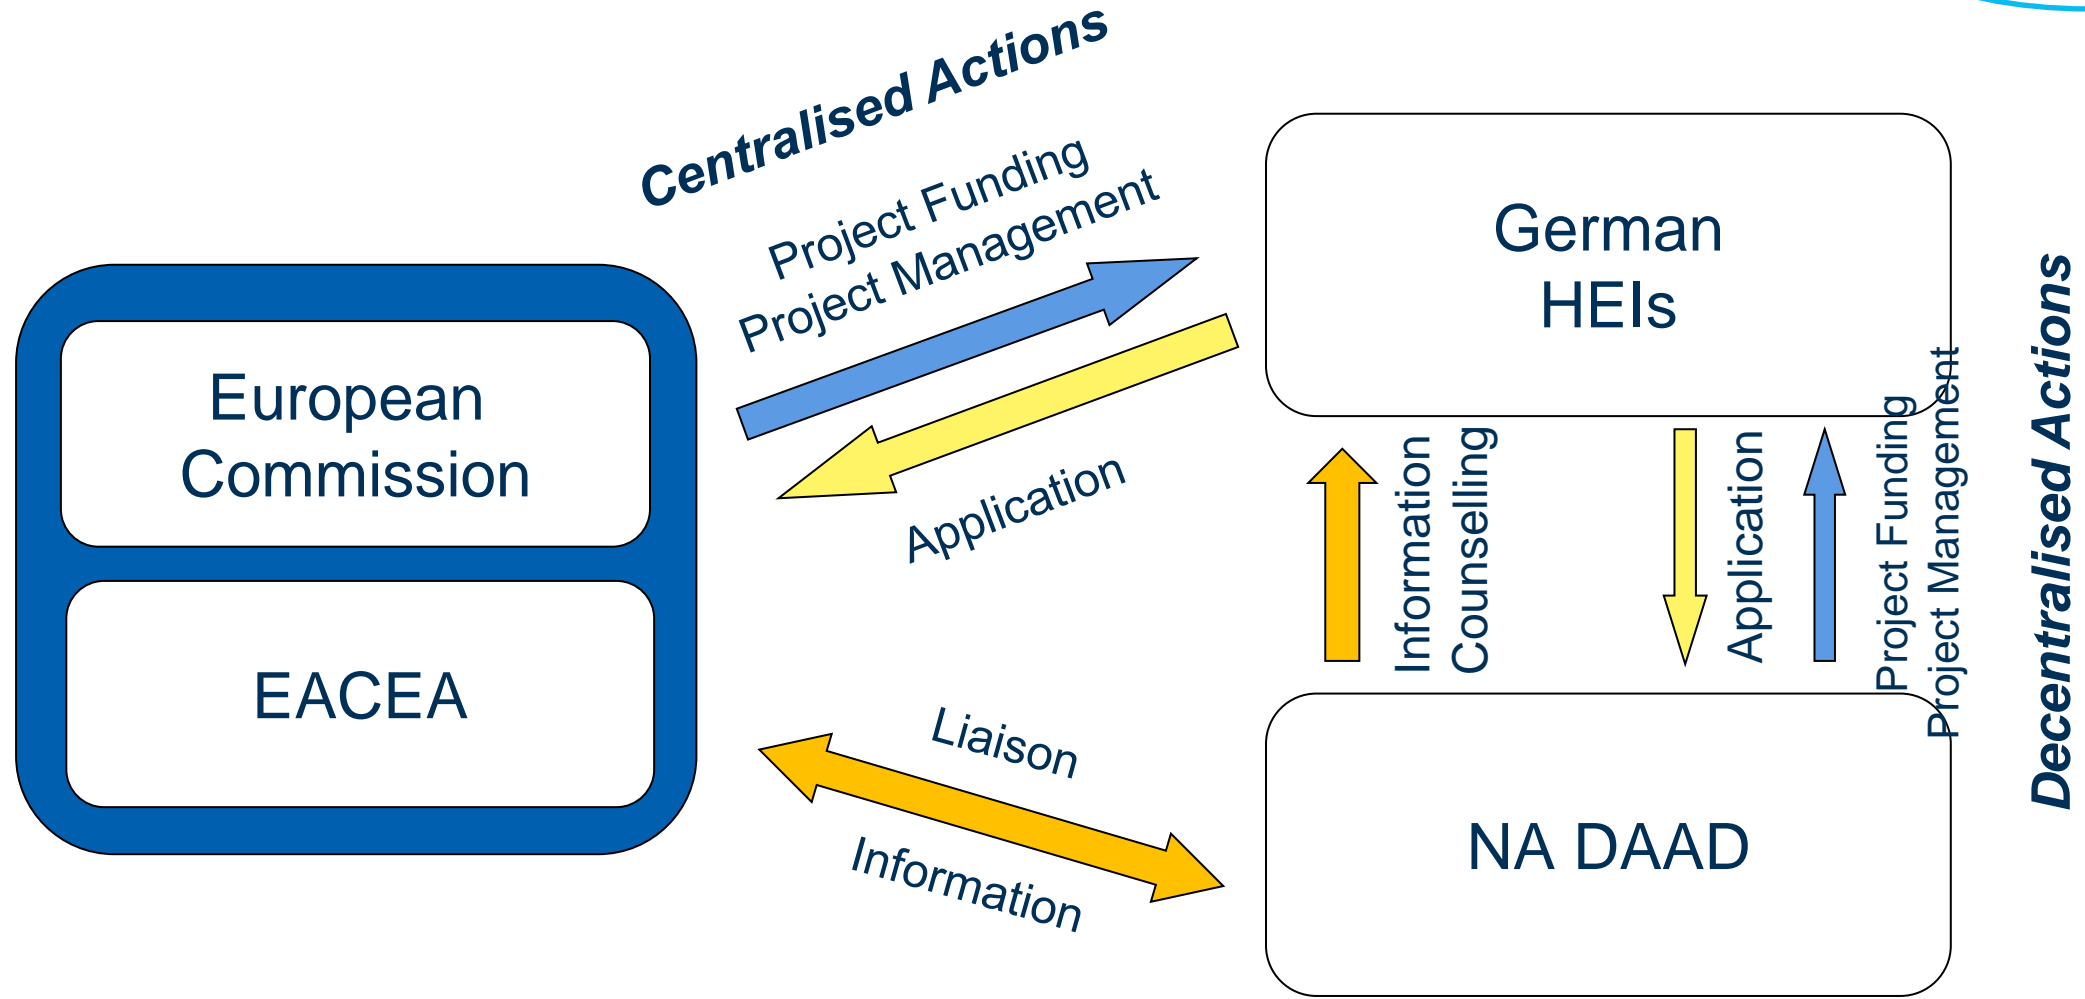 Centralised Actions
Project Funding
Project Management
Application
European
Commission
EACEA
German
HEIs
Information
Counselling
Application
Project Funding
Project Management
Decentralised Actions
Liaison
Information
NA DAAD